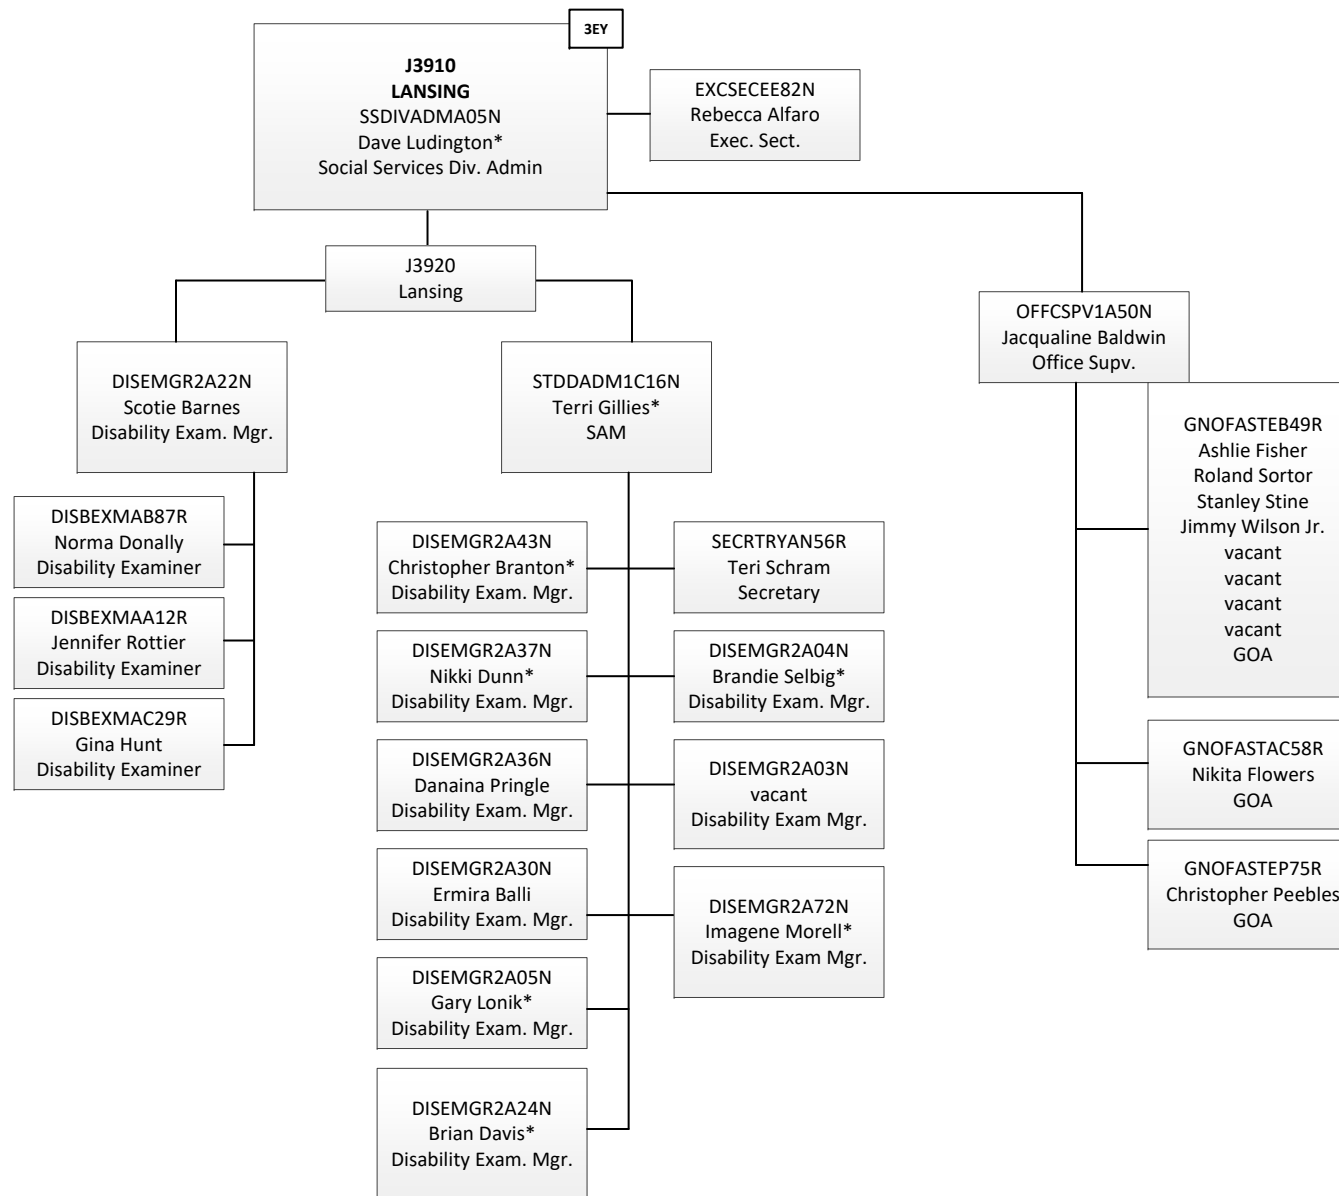 3EY
J3910
LANSING
SSDIVADMA05N
Dave Ludington*
Social Services Div. Admin
EXCSECEE82N
Rebecca Alfaro
Exec. Sect.
J3920
Lansing
OFFCSPV1A50N
Jacqualine Baldwin
Office Supv.
DISEMGR2A22N
Scotie Barnes
Disability Exam. Mgr.
STDDADM1C16N
Terri Gillies*
SAM
DISBEXMAB87R
Norma Donally
Disability Examiner
DISBEXMAA12R
Jennifer Rottier
Disability Examiner
DISBEXMAC29R
Gina Hunt
Disability Examiner
DISEMGR2A43N
Christopher Branton*
Disability Exam. Mgr.
SECRTRYAN56R
Teri Schram
Secretary
DISEMGR2A37N
Nikki Dunn*
Disability Exam. Mgr.
DISEMGR2A04N
Brandie Selbig*
Disability Exam. Mgr.
DISEMGR2A36N
Danaina Pringle
Disability Exam. Mgr.
DISEMGR2A03N
vacant
Disability Exam Mgr.
DISEMGR2A30N
Ermira Balli
Disability Exam. Mgr.
DISEMGR2A72N
Imagene Morell*
Disability Exam Mgr.
DISEMGR2A05N
Gary Lonik*
Disability Exam. Mgr.
DISEMGR2A24N
Brian Davis*
Disability Exam. Mgr.
GNOFASTEB49R
Ashlie Fisher
Roland Sortor
Stanley Stine
Jimmy Wilson Jr.
vacant
vacant
vacant
vacant
GOA
GNOFASTAC58R
Nikita Flowers
GOA
GNOFASTEP75R
Christopher Peebles
GOA